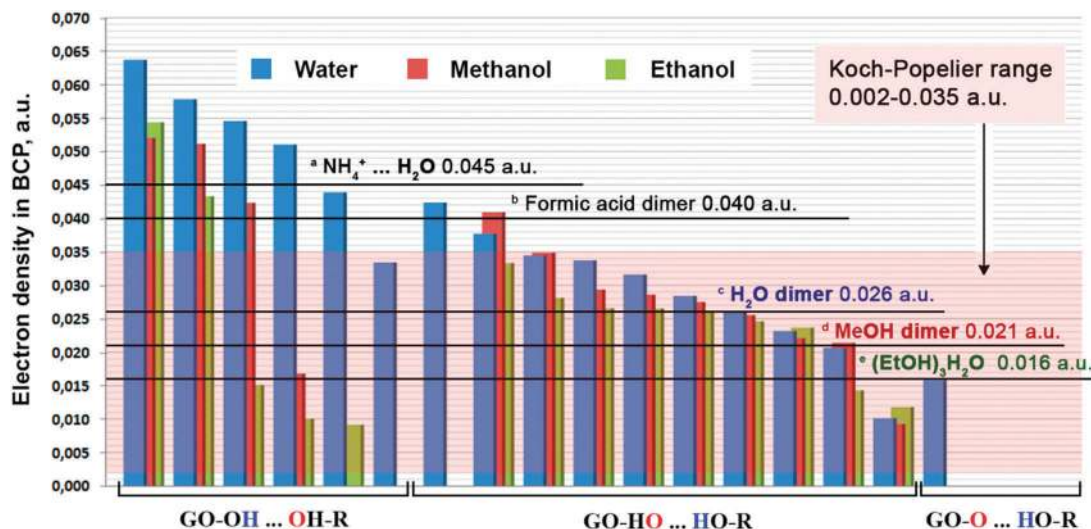 Electron density in BCP, a.u.
0,070
0,065
0,060
0,055
0,050
0,045
0,040
0,035
0,030
0,025
0,020
0,015
0,010
0,005
0,000
Water Methanol Ethanol
Koch-Popelier range
0.002-0.035 a.u.
ᵃ NH₄⁺ ... H₂O 0.045 a.u.
ᵇ Formic acid dimer 0.040 a.u.
ᶜ H₂O dimer 0.026 a.u.
ᵈ MeOH dimer 0.021 a.u.
ᵉ (EtOH)₃H₂O 0.016 a.u.
GO-OH ... OH-R
GO-HO ... HO-R
GO-O ... HO-R